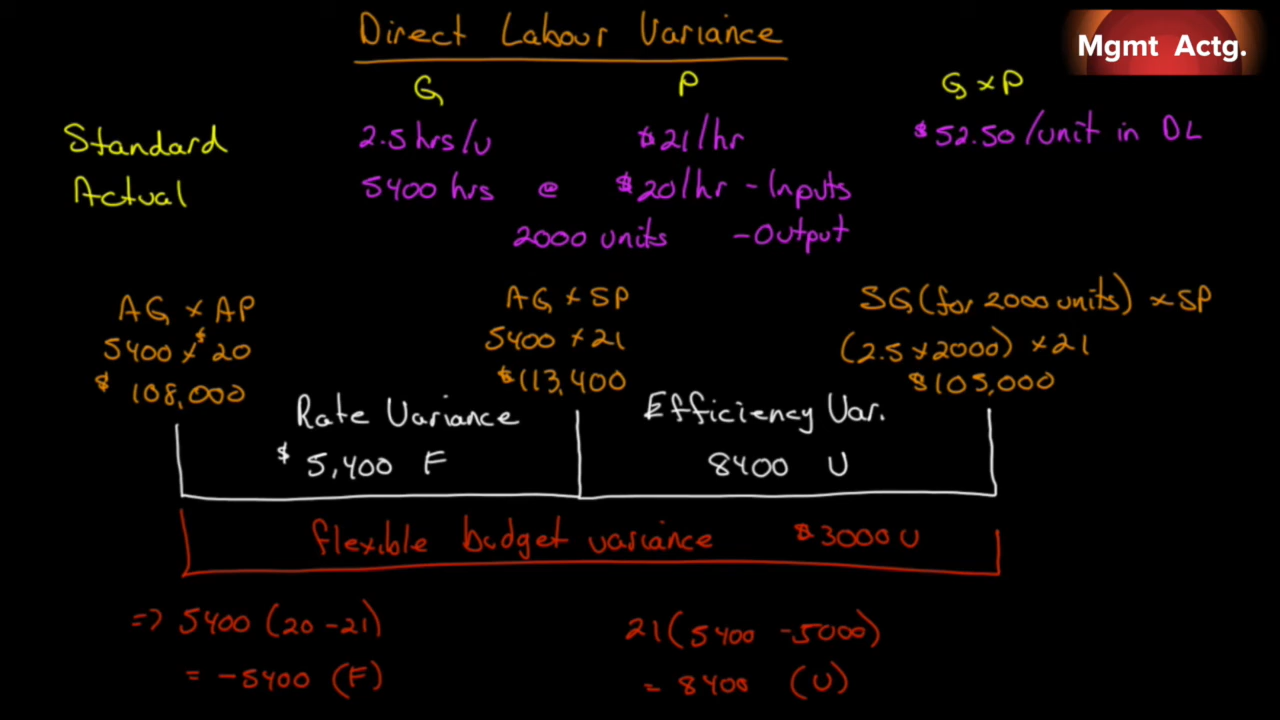 Direct Labour Variance
Mgmt Actg.
Q P Q x P
Standard 2.5 hrs/u $21/hr $52.50/unit in DL
Actual 5400 hrs @ $20/hr - Inputs
2000 units - Output
AQ x AP AQ x SP SQ (for 2000 units) x SP
5400 x $20 5400 x 21 (2.5 x 2000) x 21
$108,000 $113,400 $105,000
Rate Variance Efficiency Var.
$5,400 F 8400 U
flexible budget variance $3000 U
=> 5400 (20 - 21) 21 (5400 - 5000)
= -5400 (F) = 8400 (U)